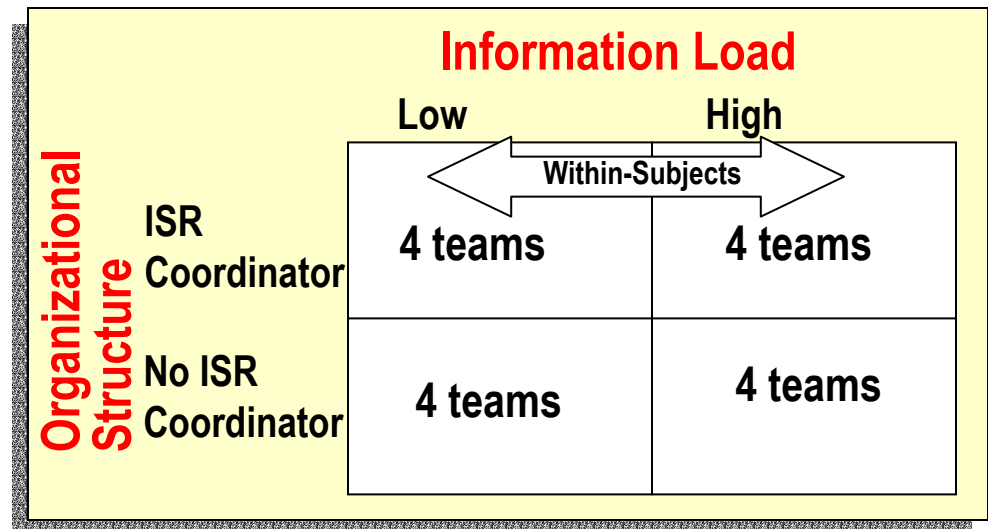 Information Load
Low High
Within-Subjects
Organizational
Structure
ISR
Coordinator
4 teams 4 teams
No ISR
Coordinator
4 teams 4 teams